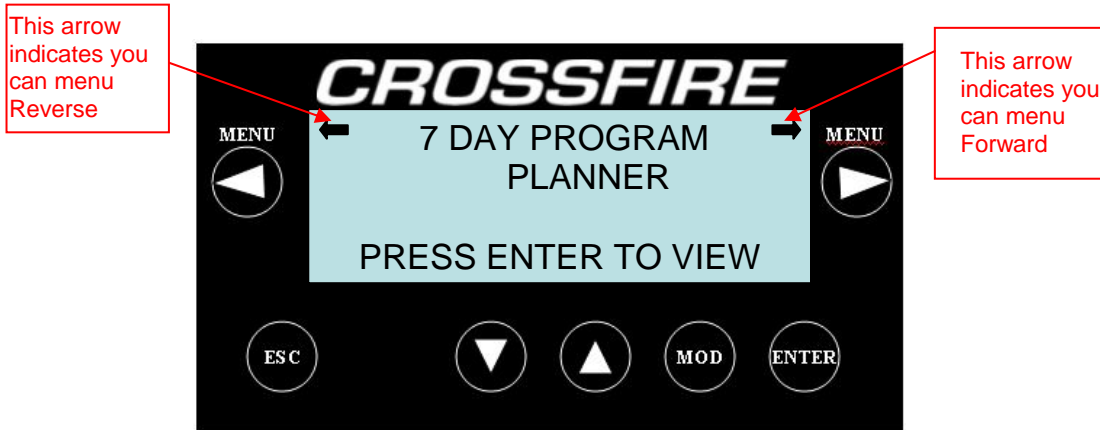 This arrow
indicates you
can menu
Reverse
CROSSFIRE
This arrow
indicates you
can menu
Forward
MENU
7 DAY PROGRAM
PLANNER
PRESS ENTER TO VIEW
MENU
ESC
MOD
ENTER